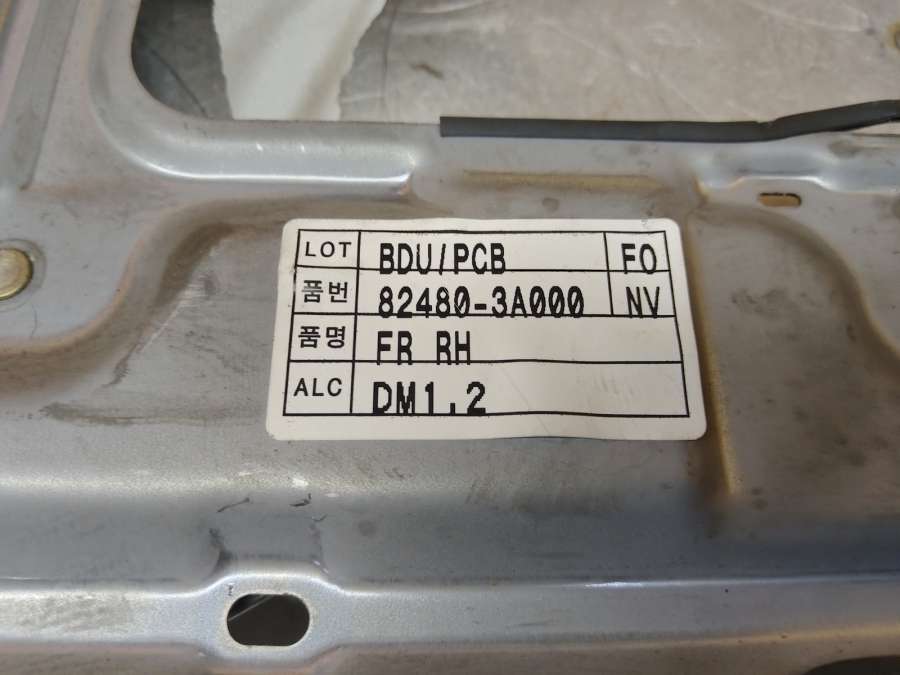 LOT BDU/PCB FO
품번 82480-3A000 NV
품명 FR RH
ALC DM1.2